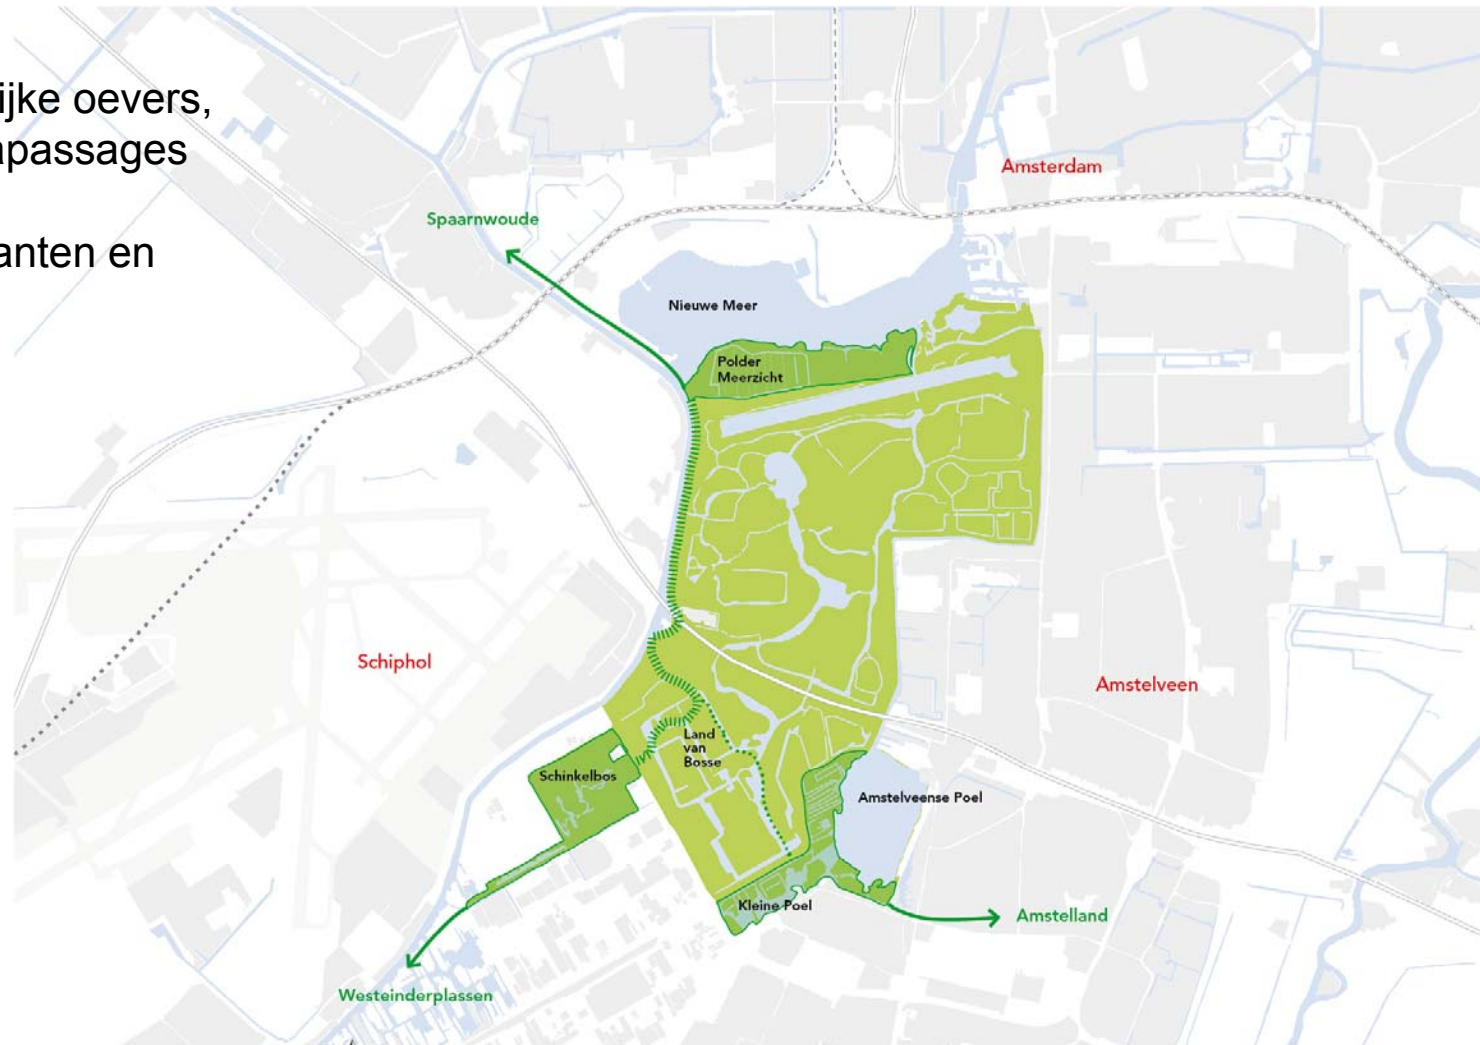 ijke oevers,
apassages
anten en
Amsterdam
Spaarnwoude
Nieuwe Meer
Polder
Meerzicht
Schiphol
Amstelveen
Land
van
Bosse
Schinkelbos
Amstelveense Poel
Kleine Poel
Amstelland
Westeinderplassen